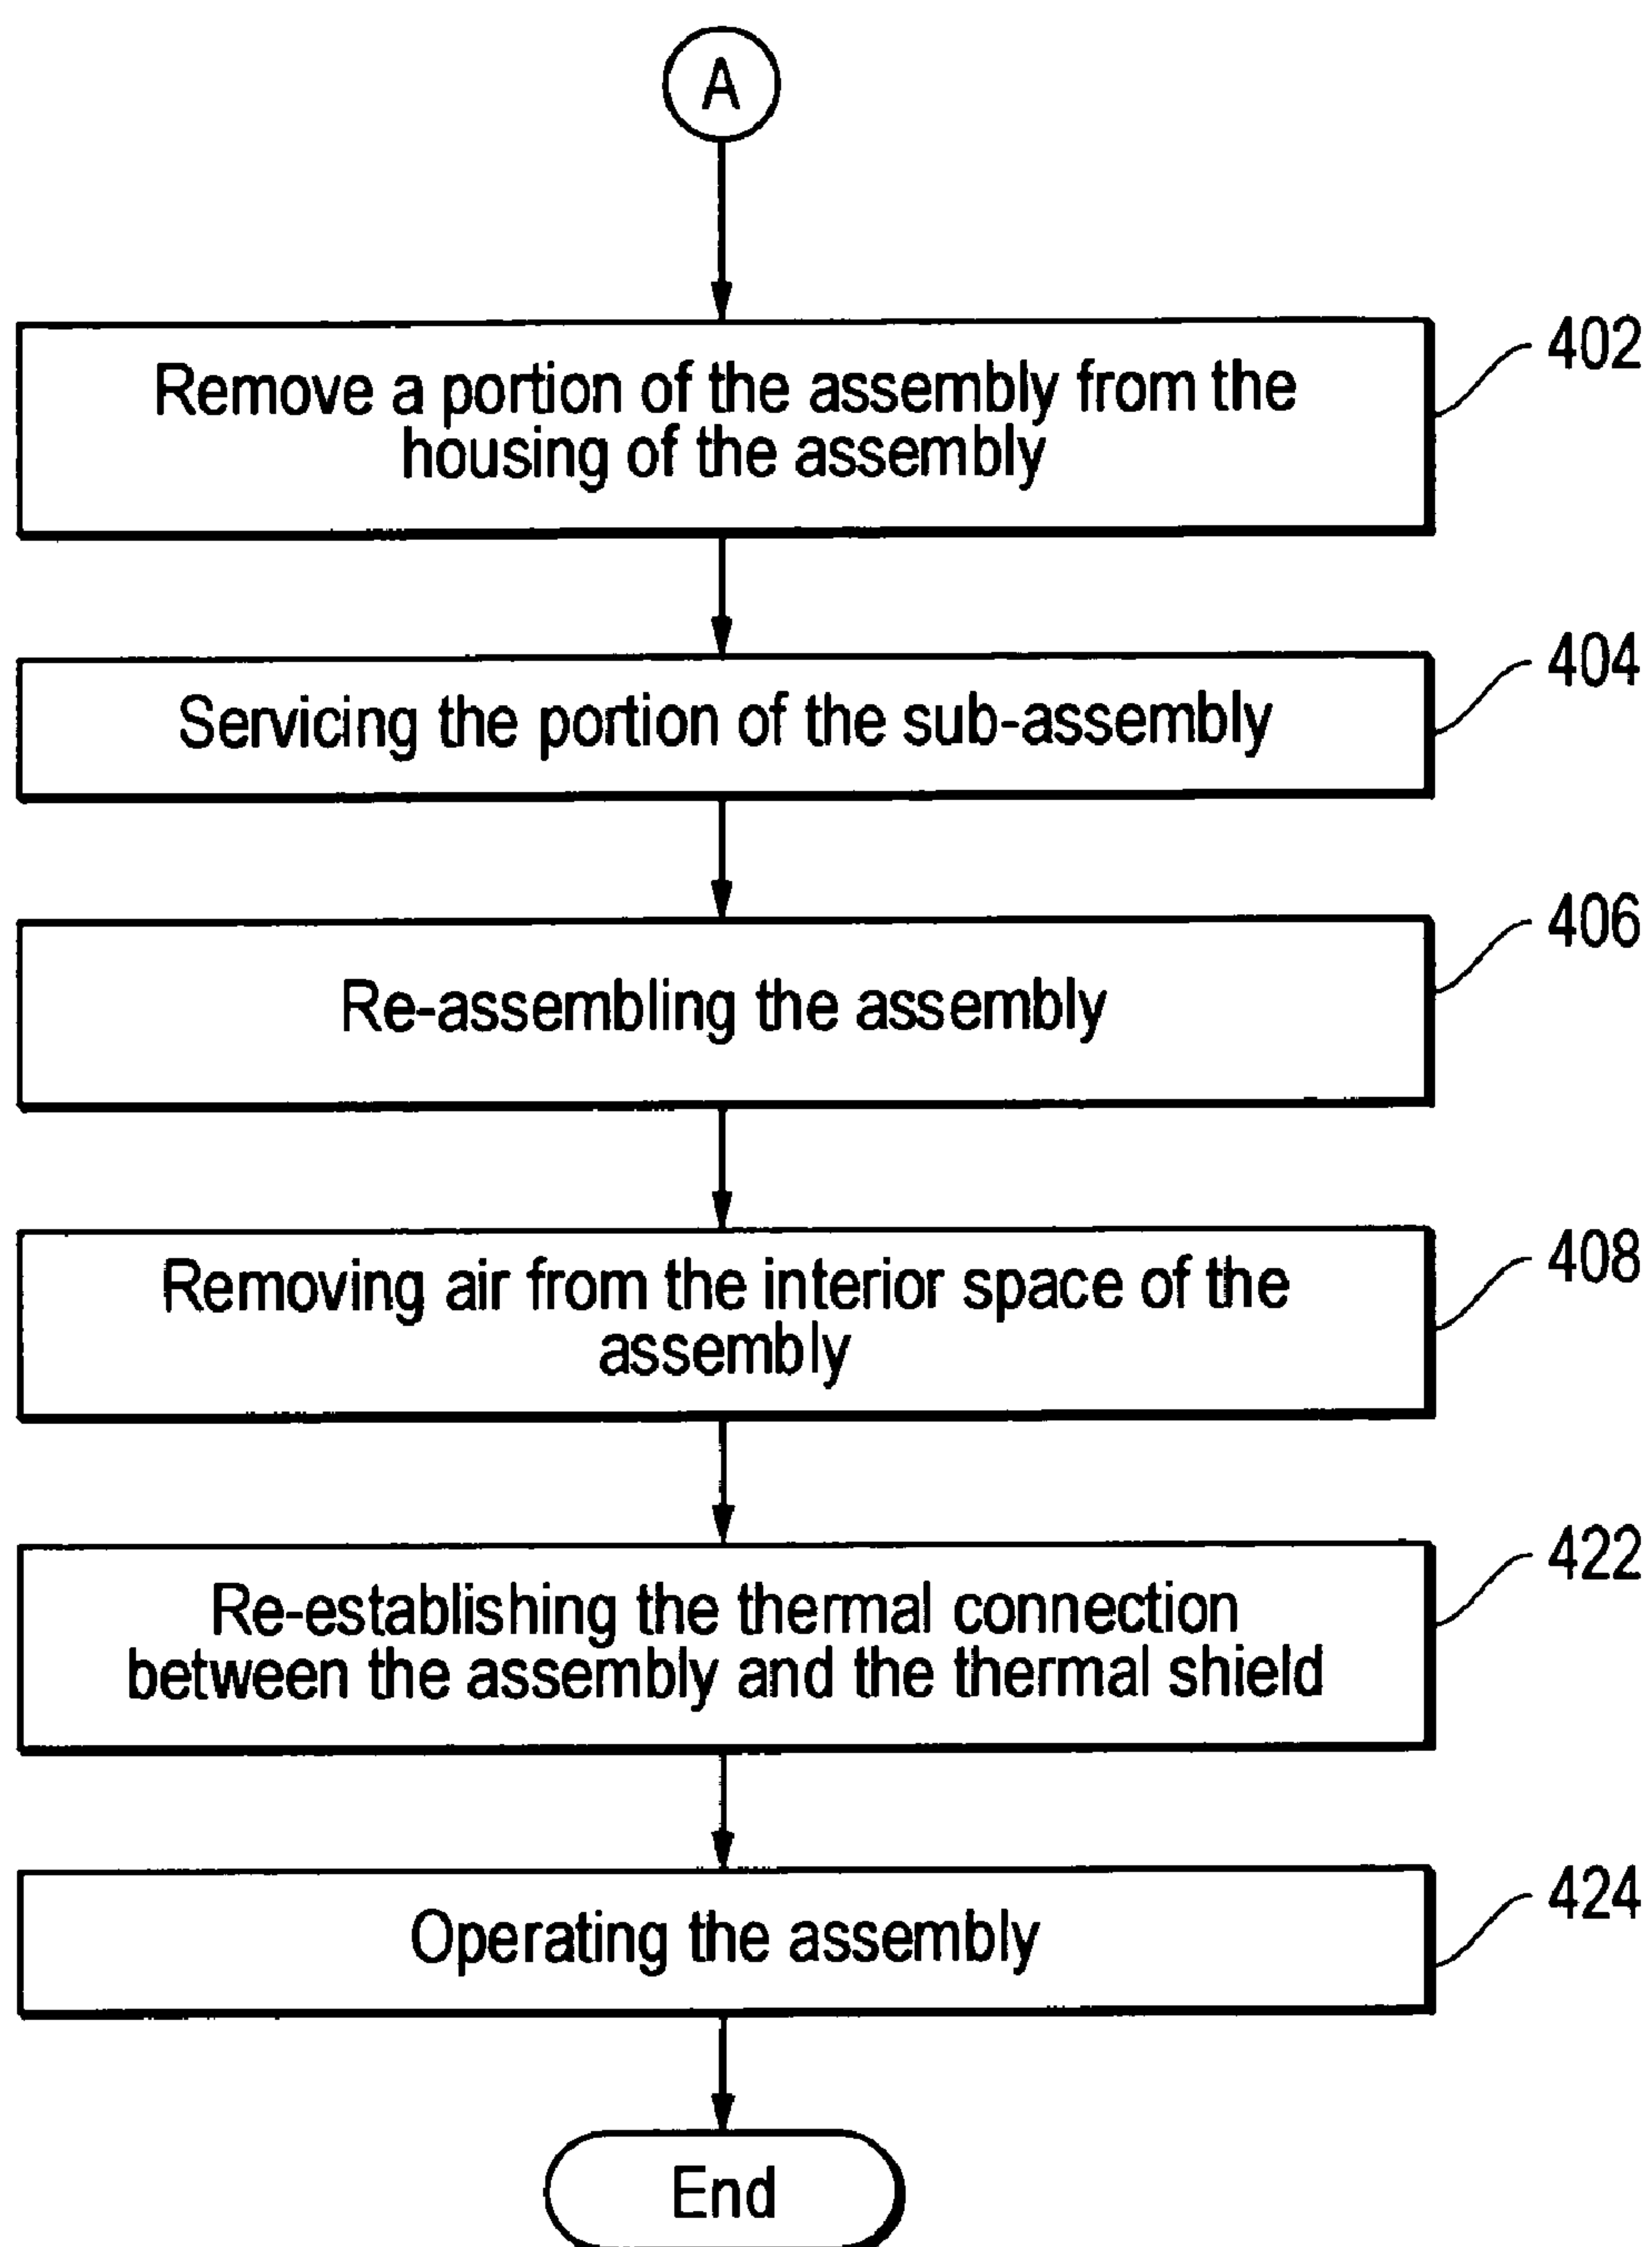 A
Remove a portion of the assembly from the
housing of the assembly
402
Servicing the portion of the sub-assembly
404
Re-assembling the assembly
406
Removing air from the interior space of the
assembly
408
Re-establishing the thermal connection
between the assembly and the thermal shield
422
Operating the assembly
424
End